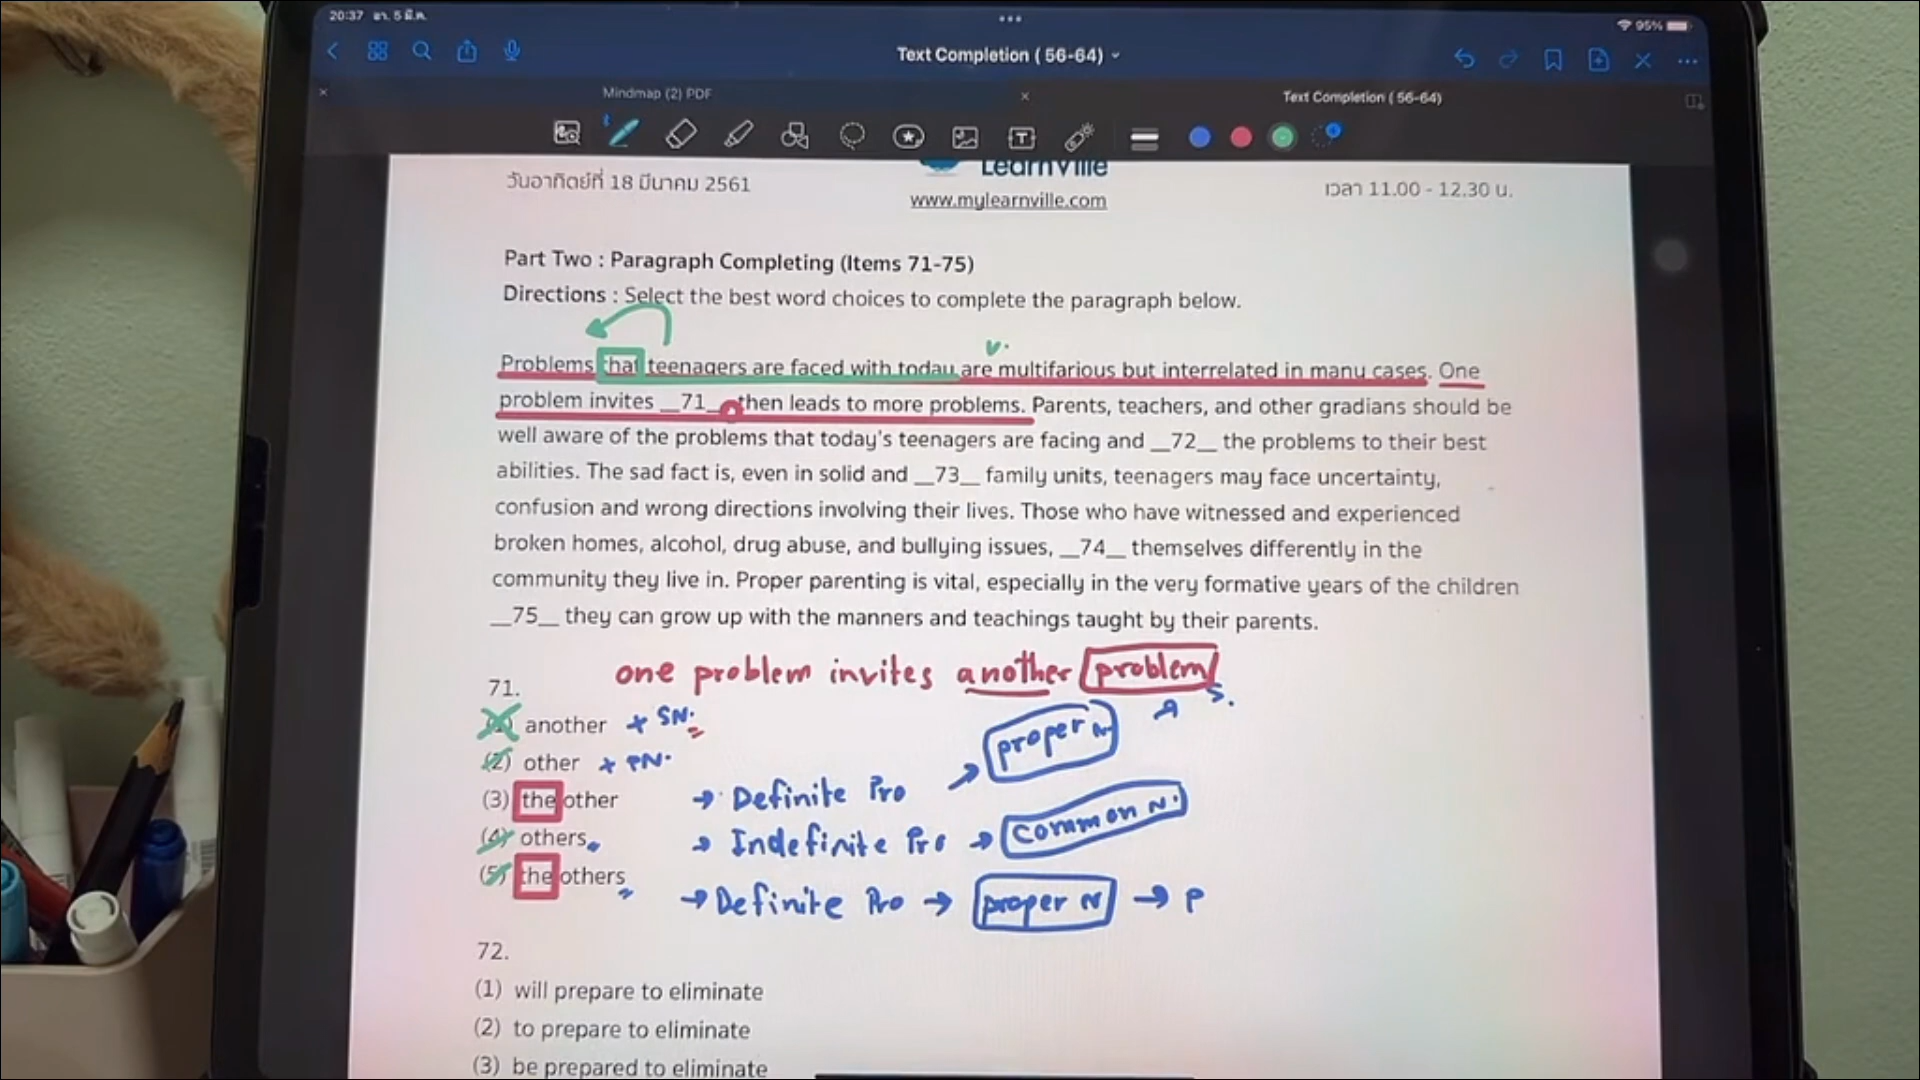 20:37 อา. 5 มี.ค.
95%
Text Completion ( 56-64)
Mindmap (2) PDF
Text Completion ( 56-64)
LearnVille
วันอาทิตย์ที่ 18 มีนาคม 2561
www.mylearnville.com
เวลา 11.00 - 12.30 น.
Part Two : Paragraph Completing (Items 71-75)
Directions : Select the best word choices to complete the paragraph below.
v.
Problems that teenagers are faced with today are multifarious but interrelated in many cases. One
problem invites __71__ then leads to more problems. Parents, teachers, and other gradians should be
well aware of the problems that today's teenagers are facing and __72__ the problems to their best
abilities. The sad fact is, even in solid and __73__ family units, teenagers may face uncertainty,
confusion and wrong directions involving their lives. Those who have witnessed and experienced
broken homes, alcohol, drug abuse, and bullying issues, __74__ themselves differently in the
community they live in. Proper parenting is vital, especially in the very formative years of the children
__75__ they can grow up with the manners and teachings taught by their parents.
one problem invites another problem
71.
s.
(1) another + SN.
proper N.
(2) other + PN.
(3) the other → Definite Pro
(4) others → Indefinite Pro → common N.
(5) the others → Definite Pro → proper N → P
72.
(1) will prepare to eliminate
(2) to prepare to eliminate
(3) be prepared to eliminate